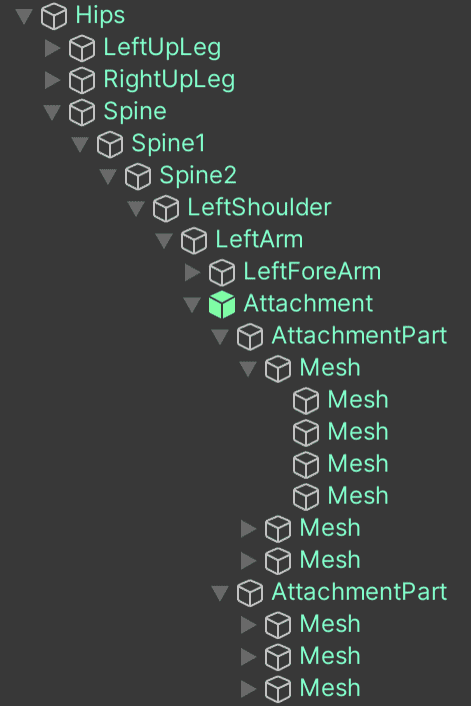 Hips
LeftUpLeg
RightUpLeg
Spine
Spine1
Spine2
LeftShoulder
LeftArm
LeftForeArm
Attachment
AttachmentPart
Mesh
Mesh
Mesh
Mesh
Mesh
Mesh
Mesh
AttachmentPart
Mesh
Mesh
Mesh